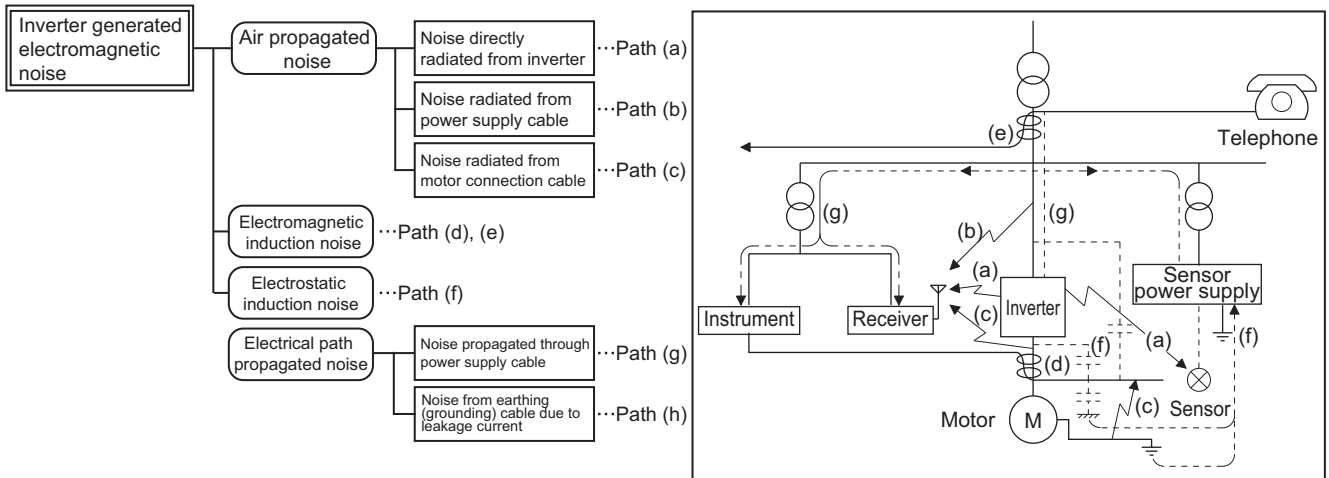 Inverter generated
electromagnetic
noise
Air propagated
noise
Noise directly
radiated from inverter
···Path (a)
Noise radiated from
power supply cable
···Path (b)
Noise radiated from
motor connection cable
···Path (c)
Electromagnetic
induction noise
···Path (d), (e)
Electrostatic
induction noise
···Path (f)
Electrical path
propagated noise
Noise propagated through
power supply cable
···Path (g)
Noise from earthing
(grounding) cable due to
leakage current
···Path (h)
Telephone
(e)
(g)
(g)
(b)
(a)
Sensor
power supply
Instrument
Receiver
Inverter
(c)
(f)
(a)
(f)
(d)
(c)
Sensor
Motor
M